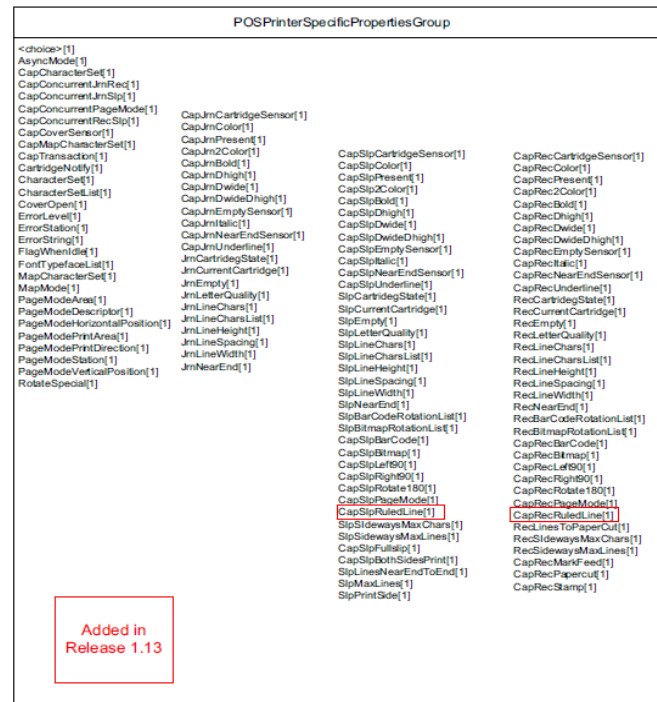 POSPrinterSpecificPropertiesGroup
<choice>[1]
AsyncMode[1]
CapCharacterSet[1]
CapConcurrentJrnRec[1]
CapConcurrentJrnSlp[1]
CapConcurrentPageMode[1]
CapConcurrentRecSlp[1]
CapCoverSensor[1]
CapMapCharacterSet[1]
CapTransaction[1]
CartridgeNotify[1]
CharacterSet[1]
CharacterSetList[1]
CoverOpen[1]
ErrorLevel[1]
ErrorStation[1]
ErrorString[1]
FlagWhenIdle[1]
FontTypefaceList[1]
MapCharacterSet[1]
MapMode[1]
PageModeArea[1]
PageModeDescriptor[1]
PageModeHorizontalPosition[1]
PageModePrintArea[1]
PageModePrintDirection[1]
PageModeStation[1]
PageModeVerticalPosition[1]
RotateSpecial[1]
CapJrnCartridgeSensor[1]
CapJrnColor[1]
CapJrnPresent[1]
CapJrn2Color[1]
CapJrnBold[1]
CapJrnDhigh[1]
CapJrnDwide[1]
CapJrnDwideDhigh[1]
CapJrnEmptySensor[1]
CapJrnItalic[1]
CapJrnNearEndSensor[1]
CapJrnUnderline[1]
JrnCartridegState[1]
JrnCurrentCartridge[1]
JrnEmpty[1]
JrnLetterQuality[1]
JrnLineChars[1]
JrnLineCharsList[1]
JrnLineHeight[1]
JrnLineSpacing[1]
JrnLineWidth[1]
JrnNearEnd[1]
CapSlpCartridgeSensor[1]
CapSlpColor[1]
CapSlpPresent[1]
CapSlp2Color[1]
CapSlpBold[1]
CapSlpDhigh[1]
CapSlpDwide[1]
CapSlpDwideDhigh[1]
CapSlpEmptySensor[1]
CapSlpItalic[1]
CapSlpNearEndSensor[1]
CapSlpUnderline[1]
SlpCartridegState[1]
SlpCurrentCartridge[1]
SlpEmpty[1]
SlpLetterQuality[1]
SlpLineChars[1]
SlpLineCharsList[1]
SlpLineHeight[1]
SlpLineSpacing[1]
SlpLineWidth[1]
SlpNearEnd[1]
SlpBarCodeRotationList[1]
SlpBitmapRotationList[1]
CapSlpBarCode[1]
CapSlpBitmap[1]
CapSlpLeft90[1]
CapSlpRight90[1]
CapSlpRotate180[1]
CapSlpPageMode[1]
CapSlpRuledLine[1]
SlpSIdewaysMaxChars[1]
SlpSidewaysMaxLines[1]
CapSlpFullslip[1]
CapSlpBothSidesPrint[1]
SlpLinesNearEndToEnd[1]
SlpMaxLines[1]
SlpPrintSide[1]
CapRecCartridgeSensor[1]
CapRecColor[1]
CapRecPresent[1]
CapRec2Color[1]
CapRecBold[1]
CapRecDhigh[1]
CapRecDwide[1]
CapRecDwideDhigh[1]
CapRecEmptySensor[1]
CapRecItalic[1]
CapRecNearEndSensor[1]
CapRecUnderline[1]
RecCartridegState[1]
RecCurrentCartridge[1]
RecEmpty[1]
RecLetterQuality[1]
RecLineChars[1]
RecLineCharsList[1]
RecLineHeight[1]
RecLineSpacing[1]
RecLineWidth[1]
RecNearEnd[1]
RecBarCodeRotationList[1]
RecBitmapRotationList[1]
CapRecBarCode[1]
CapRecBitmap[1]
CapRecLeft90[1]
CapRecRight90[1]
CapRecRotate180[1]
CapRecPageMode[1]
CapRecRuledLine[1]
RecLinesToPaperCut[1]
RecSIdewaysMaxChars[1]
RecSidewaysMaxLines[1]
CapRecMarkFeed[1]
CapRecPapercut[1]
CapRecStamp[1]
Added in
Release 1.13